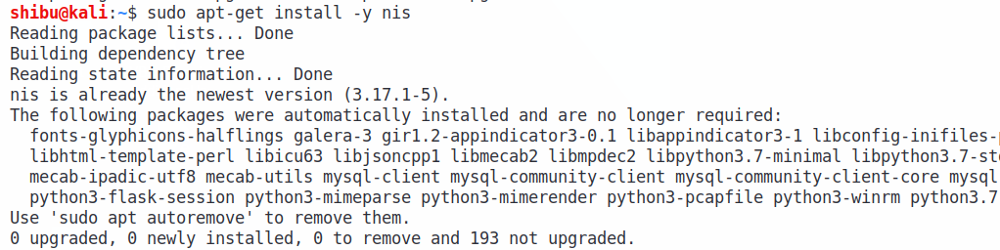 shibu@kali:~$ sudo apt-get install -y nis
Reading package lists... Done
Building dependency tree
Reading state information... Done
nis is already the newest version (3.17.1-5).
The following packages were automatically installed and are no longer required:
fonts-glyphicons-halflings galera-3 gir1.2-appindicator3-0.1 libappindicator3-1 libconfig-inifiles-
libhtml-template-perl libicu63 libjsoncpp1 libmecab2 libmpdec2 libpython3.7-minimal libpython3.7-st
mecab-ipadic-utf8 mecab-utils mysql-client mysql-community-client mysql-community-client-core mysql
python3-flask-session python3-mimeparse python3-mimerender python3-pcapfile python3-winrm python3.7
Use 'sudo apt autoremove' to remove them.
0 upgraded, 0 newly installed, 0 to remove and 193 not upgraded.